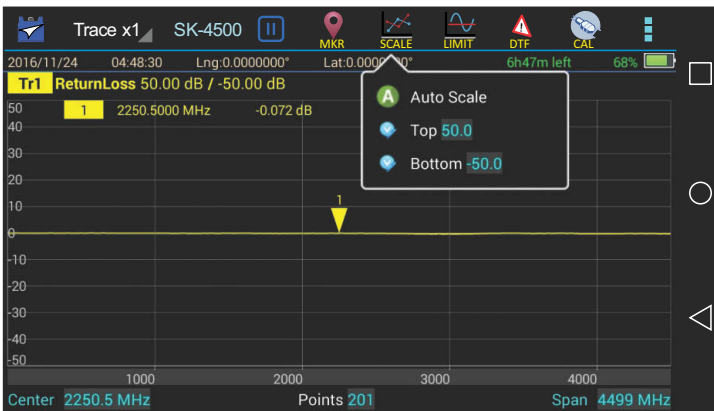 Trace x1 SK-4500 MKR SCALE LIMIT DTF CAL
2016/11/24 04:48:30 Lng:0.0000000° Lat:0.0000000° 6h47m left 68%
Tr1 ReturnLoss 50.00 dB / -50.00 dB
A Auto Scale
Top 50.0
Bottom -50.0
50
1 2250.5000 MHz -0.072 dB
40
30
20
10
1
0
-10
-20
-30
-40
-50
1000 2000 3000 4000
Center 2250.5 MHz Points 201 Span 4499 MHz